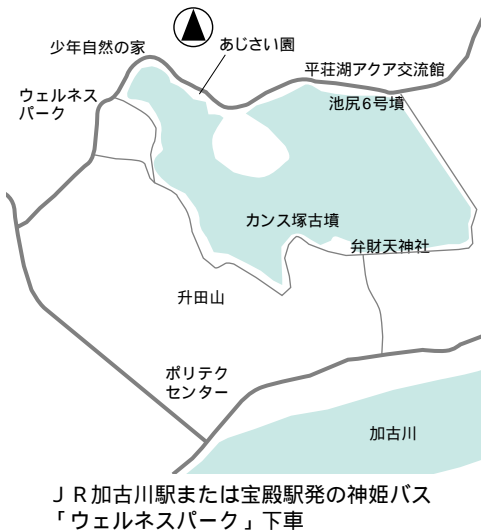 少年自然の家
あじさい園
平荘湖アクア交流館
ウェルネス
パーク
池尻6号墳
カンス塚古墳
弁財天神社
升田山
ポリテク
センター
加古川
ＪＲ加古川駅または宝殿駅発の神姫バス
「ウェルネスパーク」下車